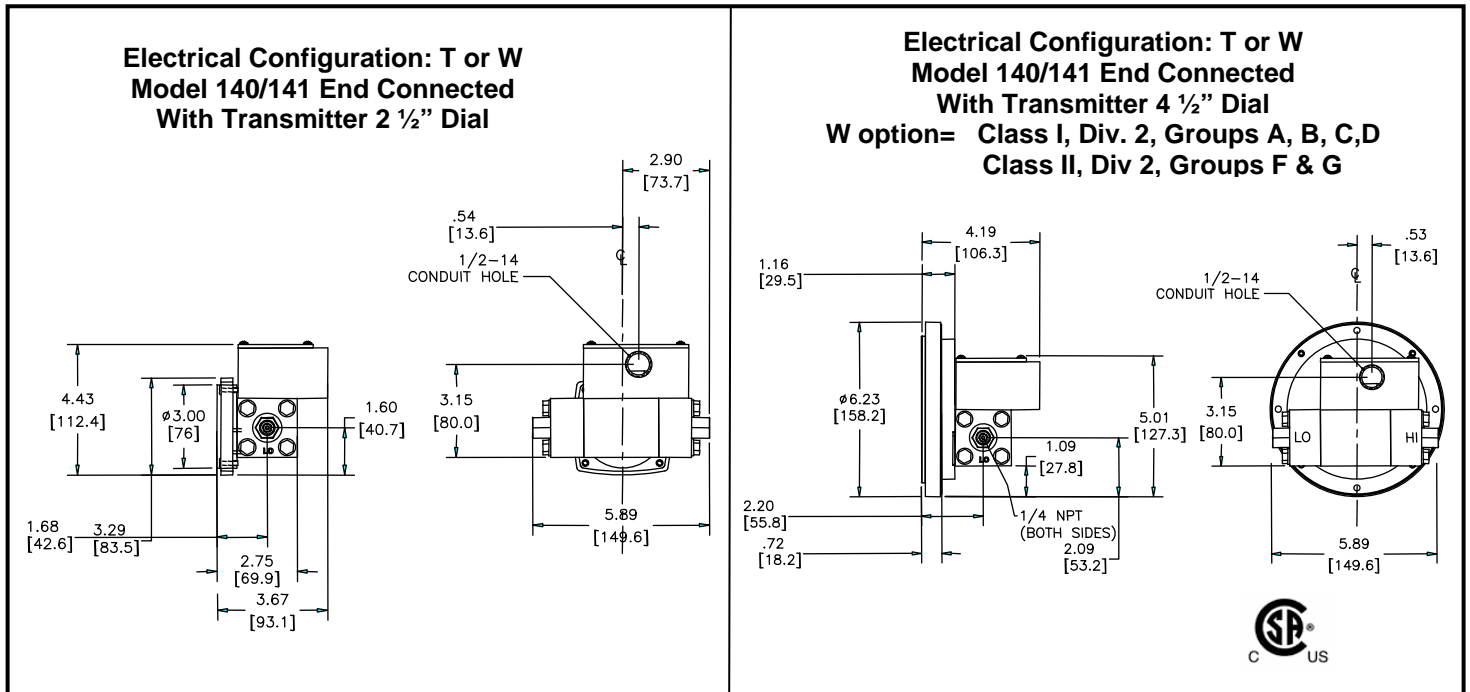 Electrical Configuration: T or W
Model 140/141 End Connected
With Transmitter 2 ½” Dial
2.90
[73.7]
.54
[13.6]
1/2-14
CONDUIT HOLE
4.43
[112.4]
ø3.00
[76]
1.60
[40.7]
LO
3.15
[80.0]
1.68
[42.6]
3.29
[83.5]
2.75
[69.9]
3.67
[93.1]
5.89
[149.6]
Electrical Configuration: T or W
Model 140/141 End Connected
With Transmitter 4 ½” Dial
W option= Class I, Div. 2, Groups A, B, C,D
Class II, Div 2, Groups F & G
4.19
[106.3]
1.16
[29.5]
.53
[13.6]
1/2-14
CONDUIT HOLE
ø6.23
[158.2]
5.01
[127.3]
1.09
[27.8]
LO
2.20
[55.8]
.72
[18.2]
1/4 NPT
(BOTH SIDES)
2.09
[53.2]
3.15
[80.0]
LO
HI
5.89
[149.6]
SA ®
C US